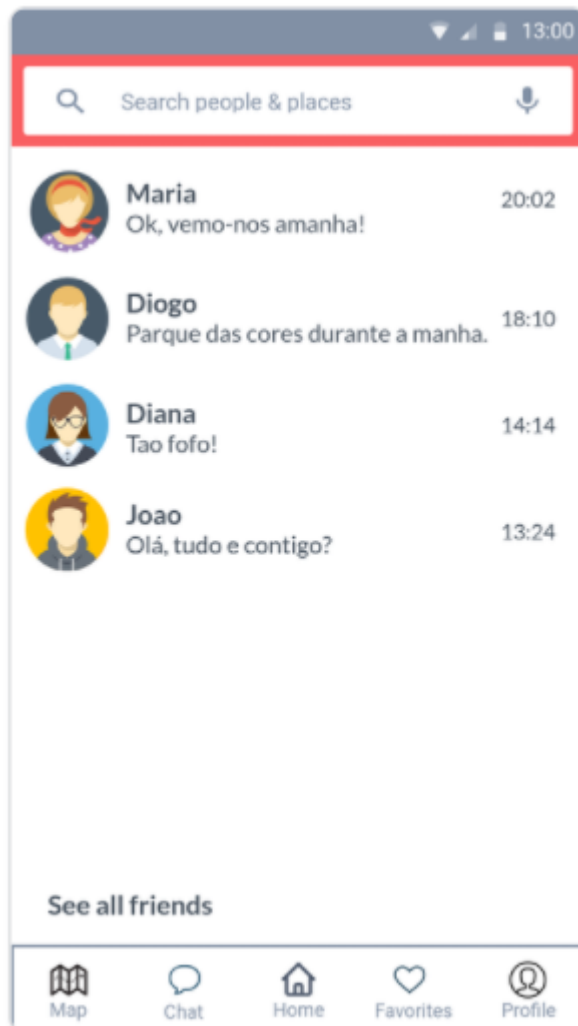 13:00
Search people & places
Maria
20:02
Ok, vemo-nos amanha!
Diogo
18:10
Parque das cores durante a manha.
Diana
14:14
Tao fofo!
Joao
13:24
Olá, tudo e contigo?
See all friends
Map Chat Home Favorites Profile